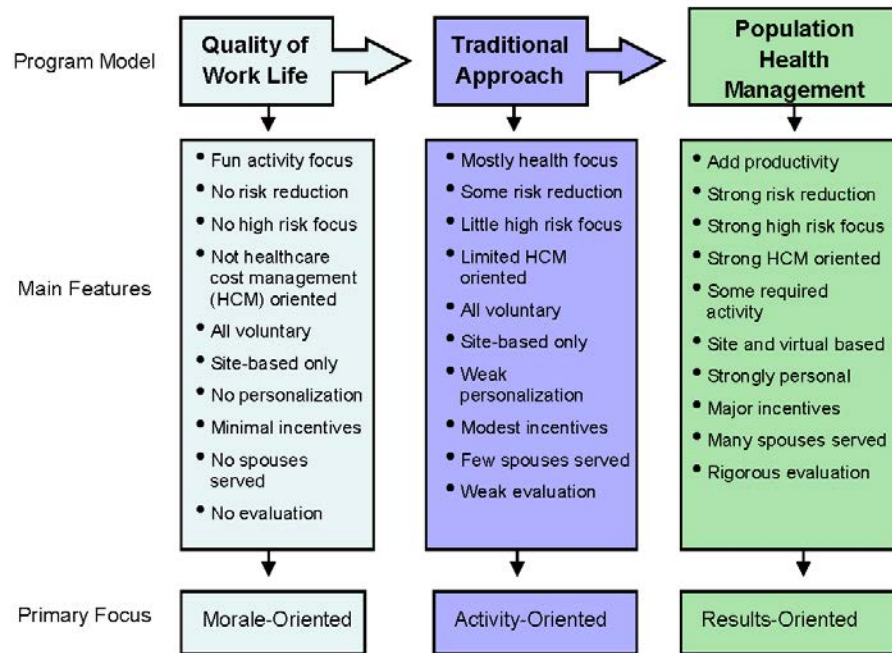 Program Model
Quality of
Work Life
Traditional
Approach
Population
Health
Management
Main Features
• Fun activity focus
• No risk reduction
• No high risk focus
• Not healthcare
cost management
(HCM) oriented
• All voluntary
• Site-based only
• No personalization
• Minimal incentives
• No spouses
served
• No evaluation
• Mostly health focus
• Some risk reduction
• Little high risk focus
• Limited HCM
oriented
• All voluntary
• Site-based only
• Weak
personalization
• Modest incentives
• Few spouses served
• Weak evaluation
• Add productivity
• Strong risk reduction
• Strong high risk focus
• Strong HCM oriented
• Some required
activity
• Site and virtual based
• Strongly personal
• Major incentives
• Many spouses served
• Rigorous evaluation
Primary Focus
Morale-Oriented
Activity-Oriented
Results-Oriented